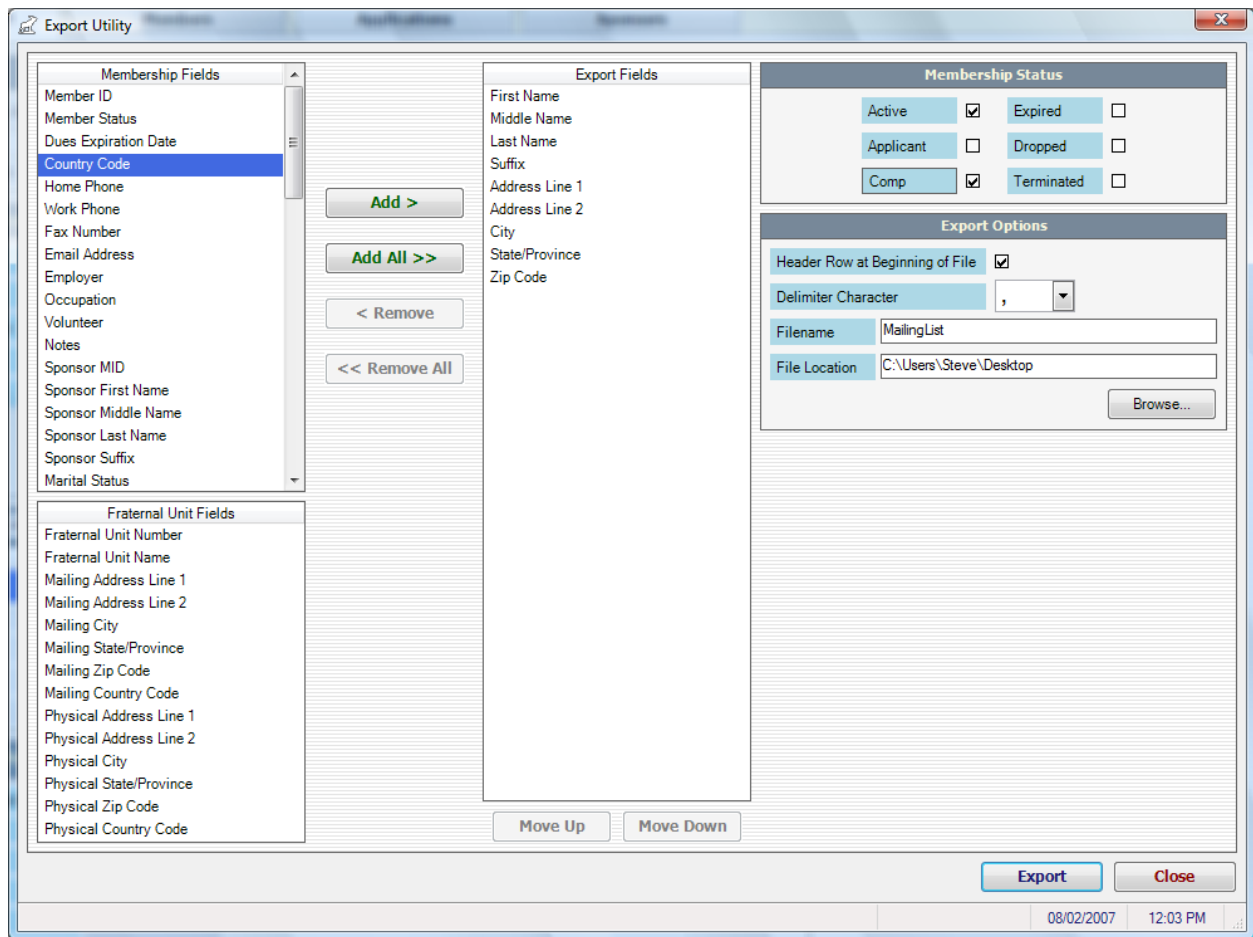 Export Utility
Members Applications Sponsors
Membership Fields
Member ID
Member Status
Dues Expiration Date
Country Code
Home Phone
Work Phone
Fax Number
Email Address
Employer
Occupation
Volunteer
Notes
Sponsor MID
Sponsor First Name
Sponsor Middle Name
Sponsor Last Name
Sponsor Suffix
Marital Status
Fraternal Unit Fields
Fraternal Unit Number
Fraternal Unit Name
Mailing Address Line 1
Mailing Address Line 2
Mailing City
Mailing State/Province
Mailing Zip Code
Mailing Country Code
Physical Address Line 1
Physical Address Line 2
Physical City
Physical State/Province
Physical Zip Code
Physical Country Code
Add >
Add All >>
< Remove
<< Remove All
Export Fields
First Name
Middle Name
Last Name
Suffix
Address Line 1
Address Line 2
City
State/Province
Zip Code
Move Up Move Down
Membership Status
Active Expired
Applicant Dropped
Comp Terminated
Export Options
Header Row at Beginning of File
Delimiter Character ,
Filename MailingList
File Location C:\Users\Steve\Desktop
Browse...
Export Close
08/02/2007 12:03 PM